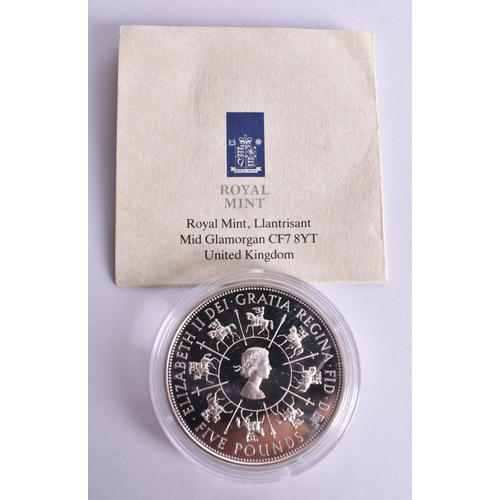 ROYAL
MINT
Royal Mint, Llantrisant
Mid Glamorgan CF7 8YT
United Kingdom
ELIZABETH II DEI · GRATIA · REGINA · FID · DEF ·
FIVE POUNDS